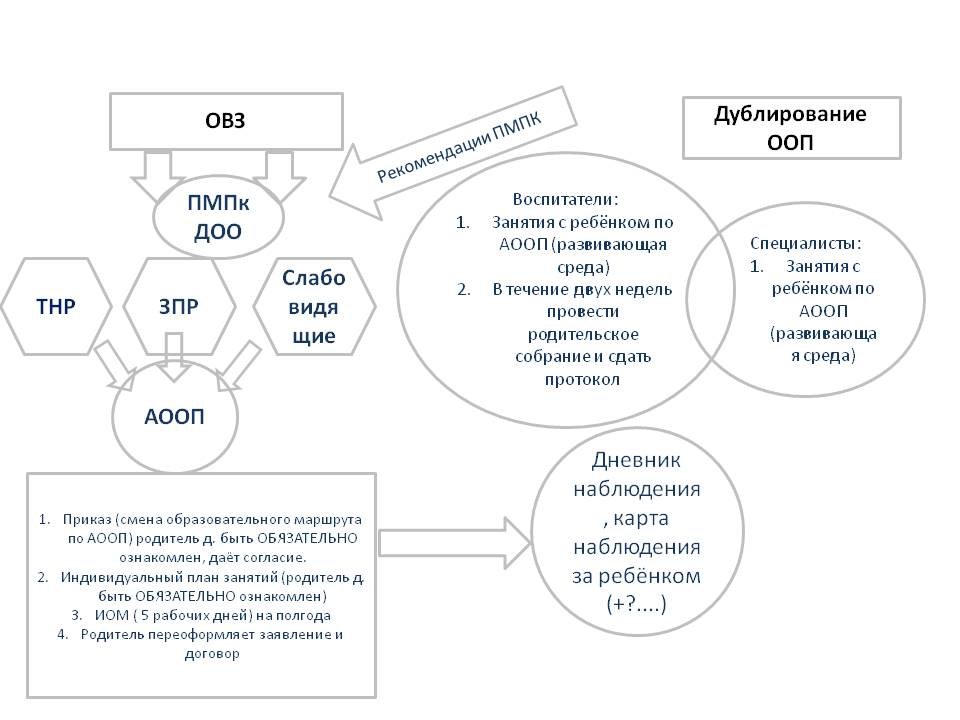 ОВЗ
Рекомендации ПМПК
Дублирование
ООП
ПМПк
ДОО
ТНР
ЗПР
Слабо
видя
щие
АООП
Воспитатели:
1. Занятия с ребёнком по
АООП (развивающая
среда)
2. В течение двух недель
провести
родительское
собрание и сдать
протокол
Специалисты:
1. Занятия с
ребёнком по
АООП
(развивающа
я среда)
1. Приказ (смена образовательного маршрута
по АООП) родитель д. быть ОБЯЗАТЕЛЬНО
ознакомлен, даёт согласие.
2. Индивидуальный план занятий (родитель д.
быть ОБЯЗАТЕЛЬНО ознакомлен)
3. ИОМ ( 5 рабочих дней) на полгода
4. Родитель переоформляет заявление и
договор
Дневник
наблюдения
, карта
наблюдения
за ребёнком
(+?....)